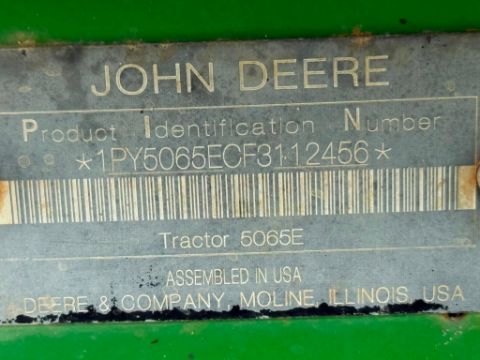 JOHN DEERE
Product Identification Number
*1PY5065ECF3112456*
Tractor 5065E
ASSEMBLED IN USA
DEERE & COMPANY, MOLINE, ILLINOIS, USA